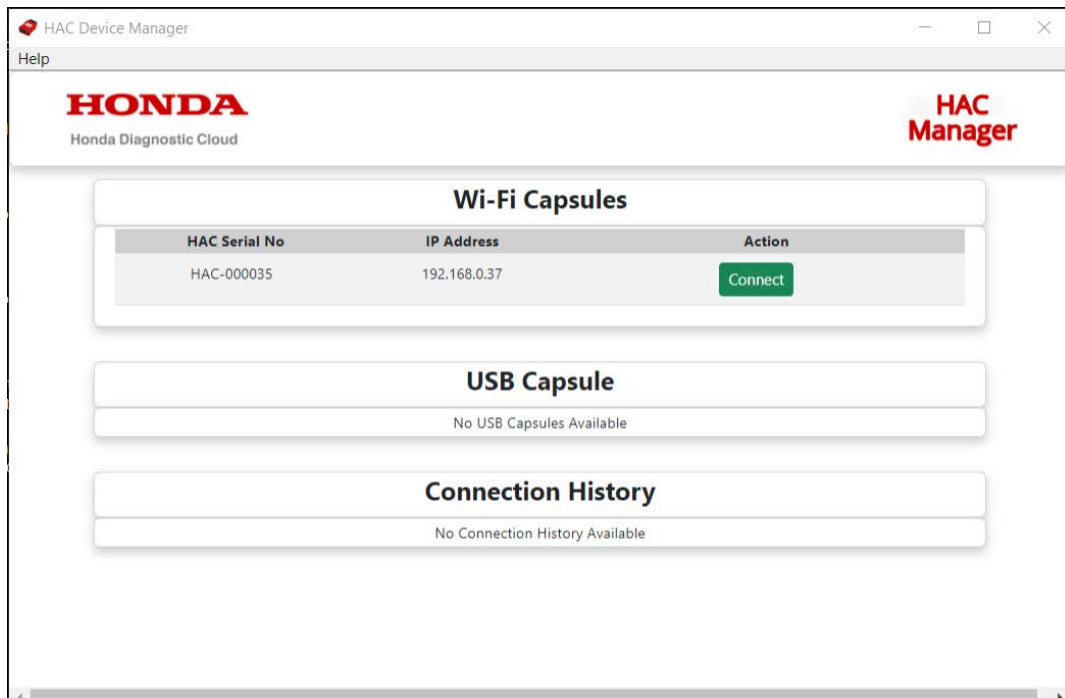 HAC Device Manager
Help
HONDA
Honda Diagnostic Cloud
HAC
Manager
Wi-Fi Capsules
HAC Serial No IP Address Action
HAC-000035 192.168.0.37 Connect
USB Capsule
No USB Capsules Available
Connection History
No Connection History Available